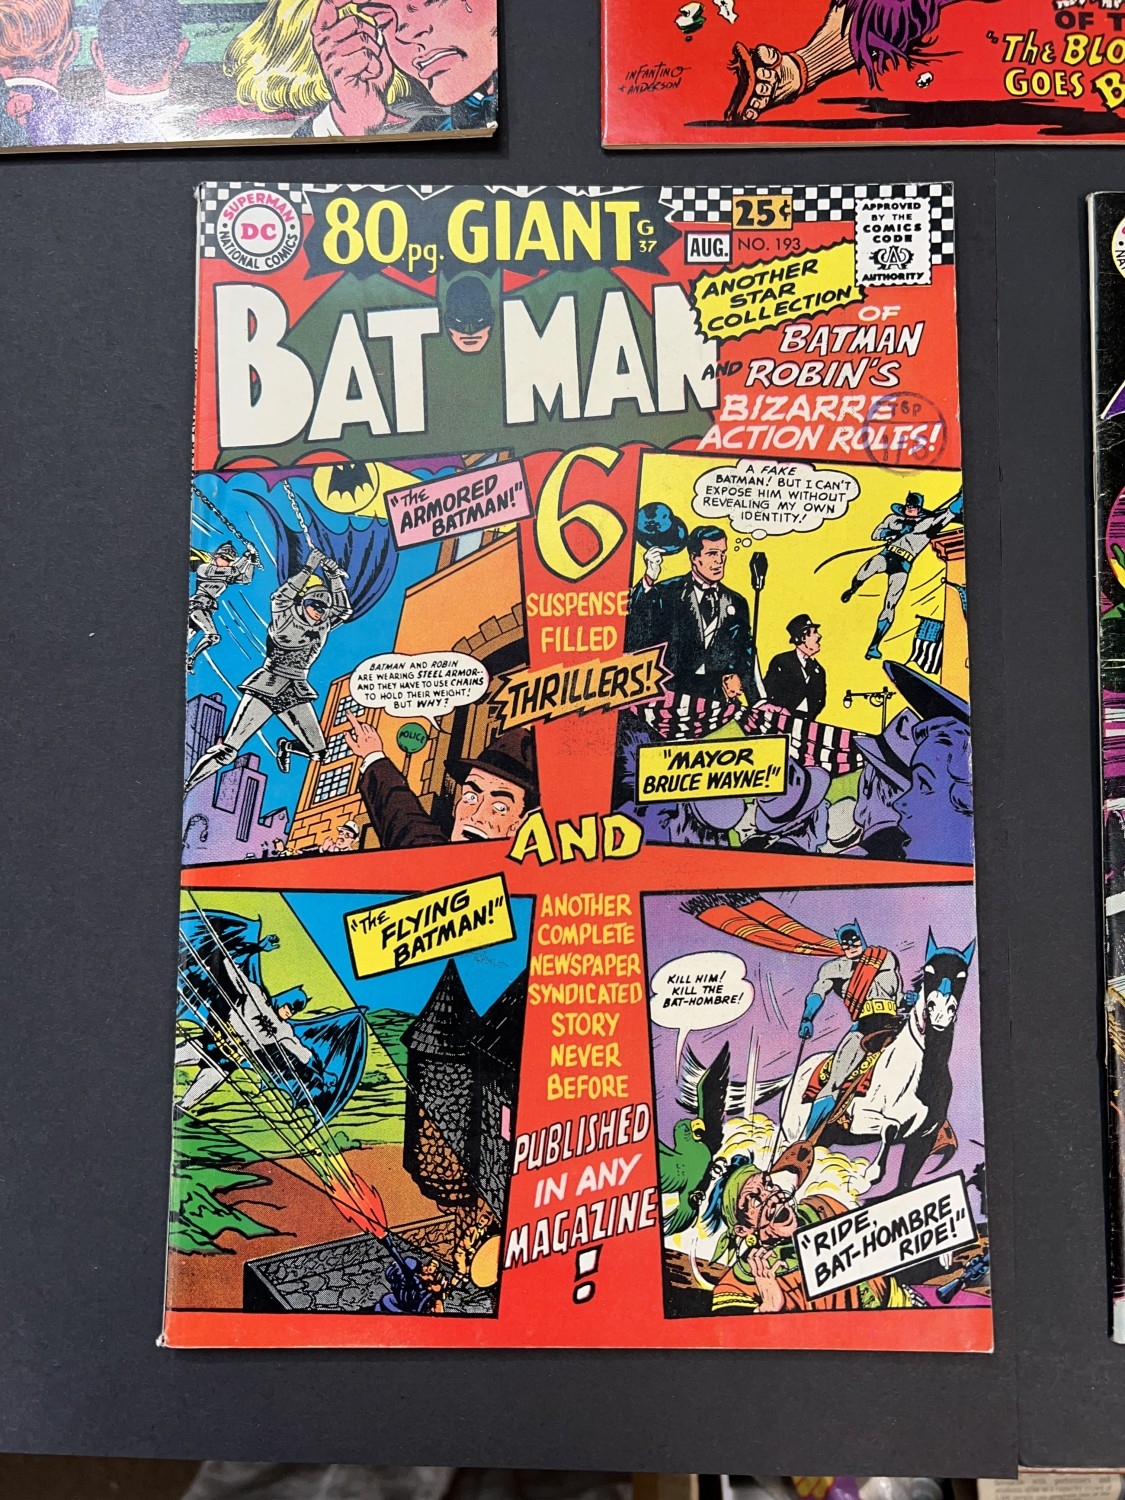 ANDERSON
INFANTINO
+ ANDERSON
OF T
"The BLO
GOES B
SUPERMAN
DC
NATIONAL COMICS
80 pg. GIANT
G
37
25¢
AUG.
NO. 193
APPROVED
BY THE
COMICS
CODE
CA
AUTHORITY
BATMAN
ANOTHER
STAR
COLLECTION
OF
BATMAN
AND ROBIN'S
BIZARRE
ACTION ROLES!
"THE
ARMORED
BATMAN!"
BATMAN AND ROBIN
ARE WEARING STEEL ARMOR--
AND THEY HAVE TO USE CHAINS
TO HOLD THEIR WEIGHT!
BUT WHY?
POLICE
6
SUSPENSE
FILLED
THRILLERS!
A FAKE
BATMAN! BUT I CAN'T
EXPOSE HIM WITHOUT
REVEALING MY OWN
IDENTITY!
"MAYOR
BRUCE WAYNE!"
AND
"THE
FLYING
BATMAN!"
ANOTHER
COMPLETE
NEWSPAPER
SYNDICATED
STORY
NEVER
BEFORE
PUBLISHED
IN ANY
MAGAZINE
!
KILL HIM!
KILL THE
BAT-HOMBRE!
"RIDE,
BAT-HOMBRE,
RIDE!"